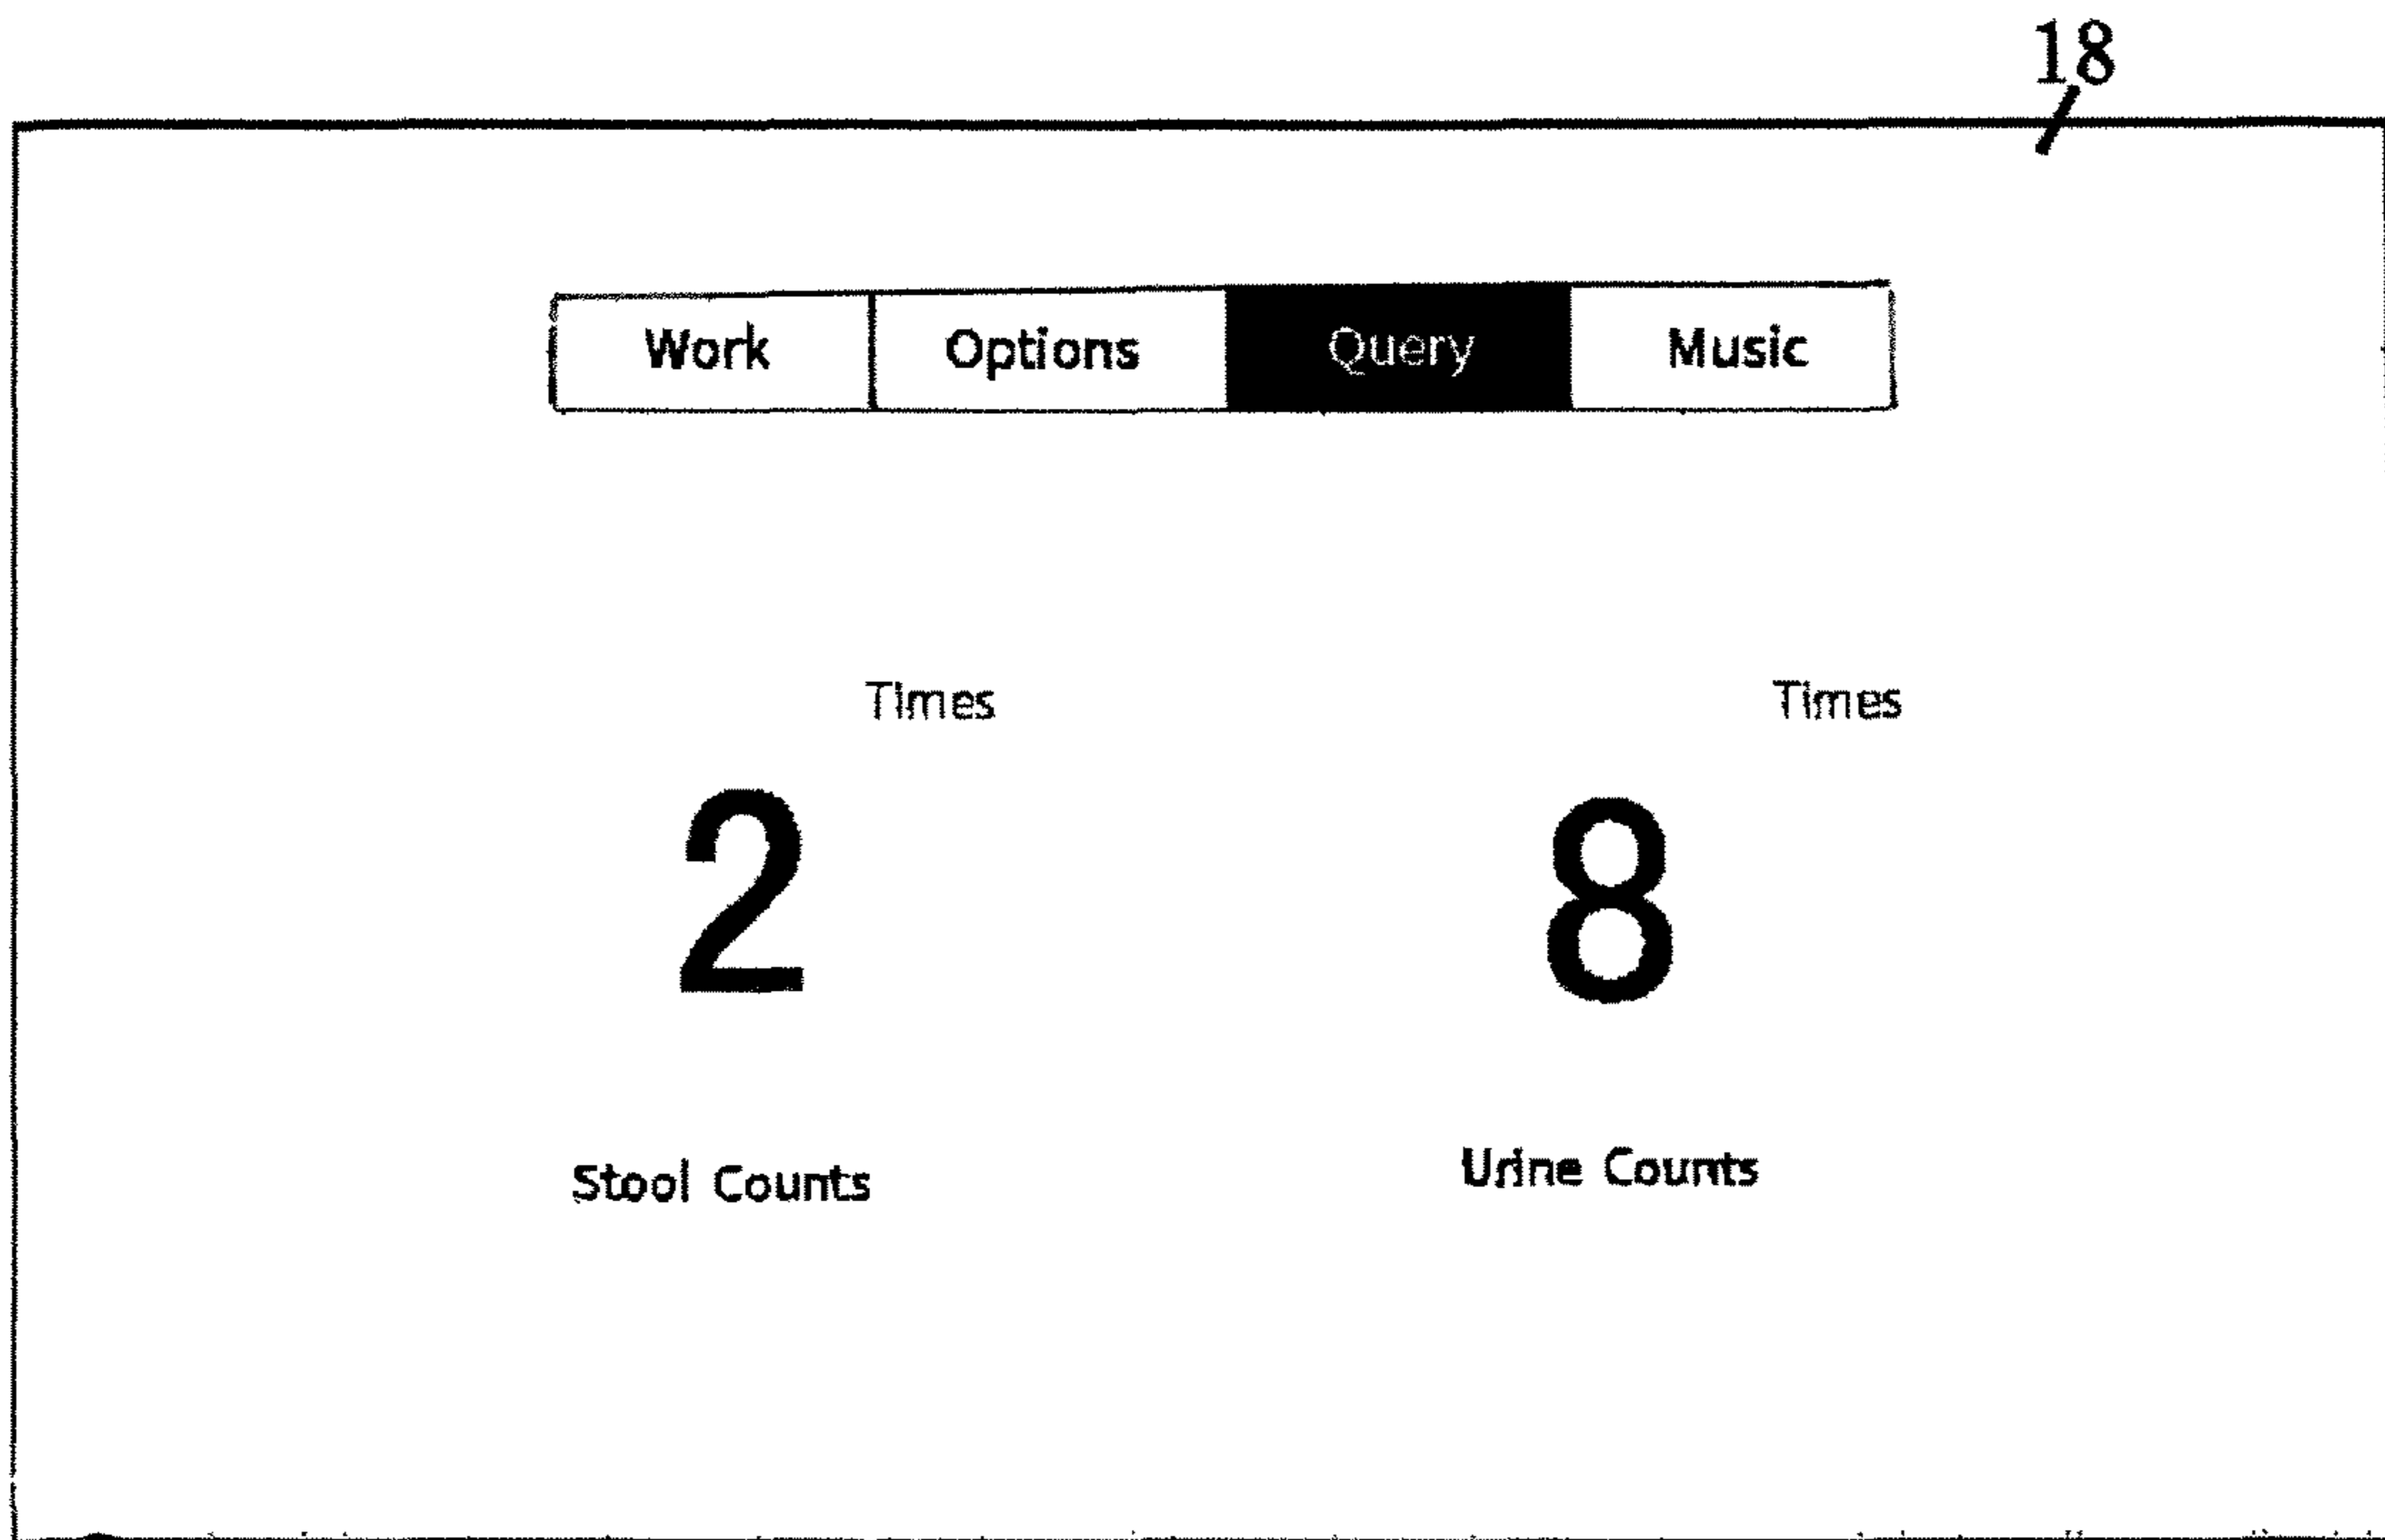 18
Work Options Query Music
Times Times
2 8
Stool Counts Urine Counts